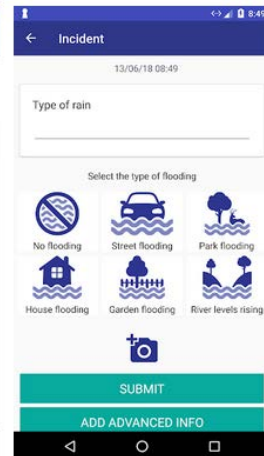 8:49
Incident
13/06/18 08:49
Type of rain
Select the type of flooding
No flooding
Street flooding
Park flooding
House flooding
Garden flooding
River levels rising
SUBMIT
ADD ADVANCED INFO